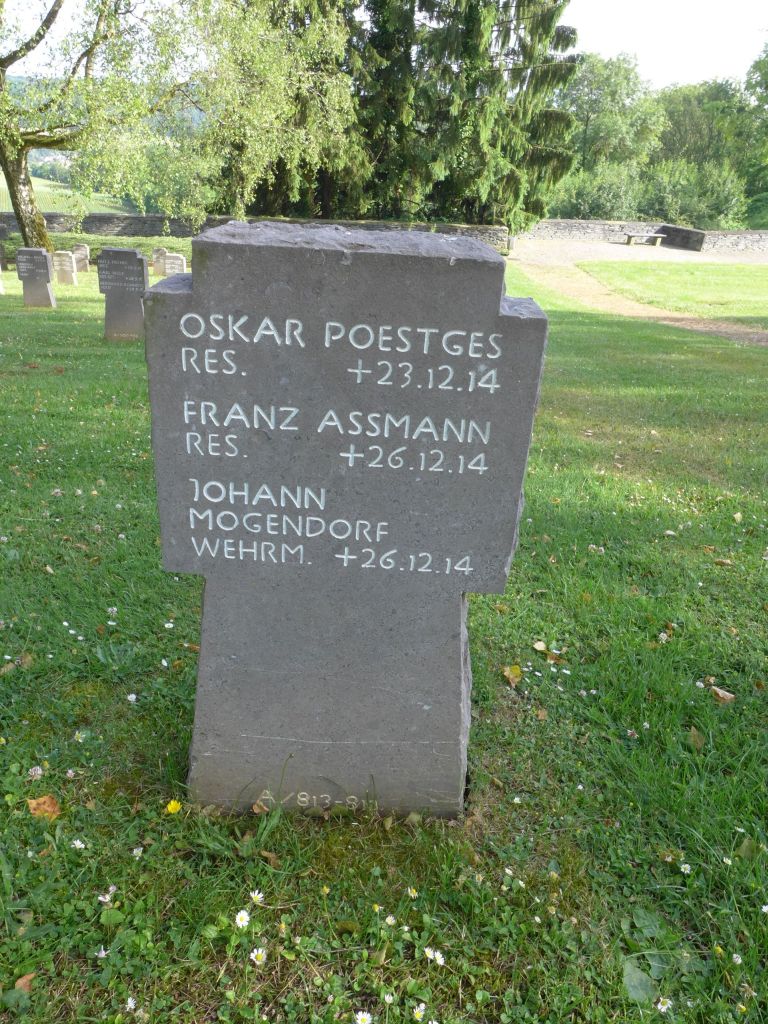 OSKAR POESTGES
RES. +23.12.14
FRANZ ASSMANN
RES. +26.12.14
JOHANN
MOGENDORF
WEHRM. +26.12.14